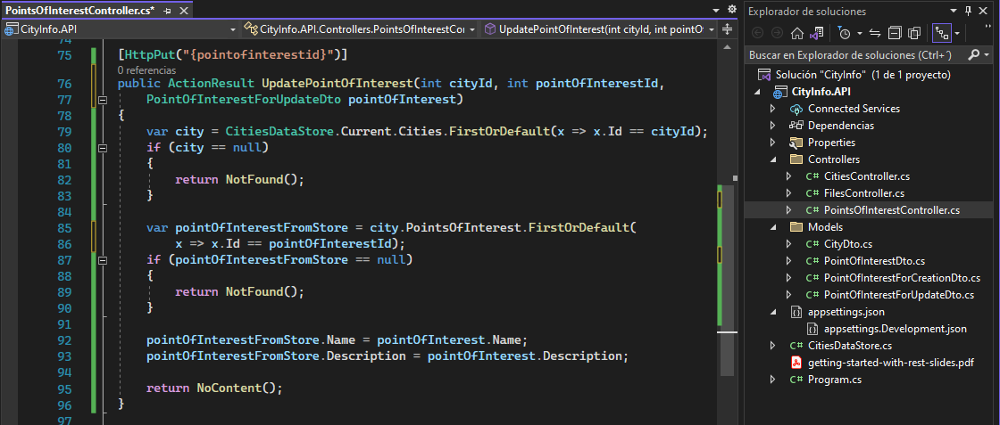 PointsOfInterestController.cs*
CityInfo.API
CityInfo.API.Controllers.PointsOfInterestCo
UpdatePointOfInterest(int cityId, int pointO
74
75 [HttpPut("{pointofinterestid}")]
0 referencias
76 public ActionResult UpdatePointOfInterest(int cityId, int pointOfInterestId,
77 PointOfInterestForUpdateDto pointOfInterest)
78 {
79 var city = CitiesDataStore.Current.Cities.FirstOrDefault(x => x.Id == cityId);
80 if (city == null)
81 {
82 return NotFound();
83 }
84
85 var pointOfInterestFromStore = city.PointsOfInterest.FirstOrDefault(
86 x => x.Id == pointOfInterestId);
87 if (pointOfInterestFromStore == null)
88 {
89 return NotFound();
90 }
91
92 pointOfInterestFromStore.Name = pointOfInterest.Name;
93 pointOfInterestFromStore.Description = pointOfInterest.Description;
94
95 return NoContent();
96 }
97
Explorador de soluciones
Buscar en Explorador de soluciones (Ctrl+´)
Solución "CityInfo" (1 de 1 proyecto)
CityInfo.API
Connected Services
Dependencias
Properties
Controllers
C# CitiesController.cs
C# FilesController.cs
C# PointsOfInterestController.cs
Models
C# CityDto.cs
C# PointOfInterestDto.cs
C# PointOfInterestForCreationDto.cs
C# PointOfInterestForUpdateDto.cs
appsettings.json
appsettings.Development.json
C# CitiesDataStore.cs
getting-started-with-rest-slides.pdf
C# Program.cs